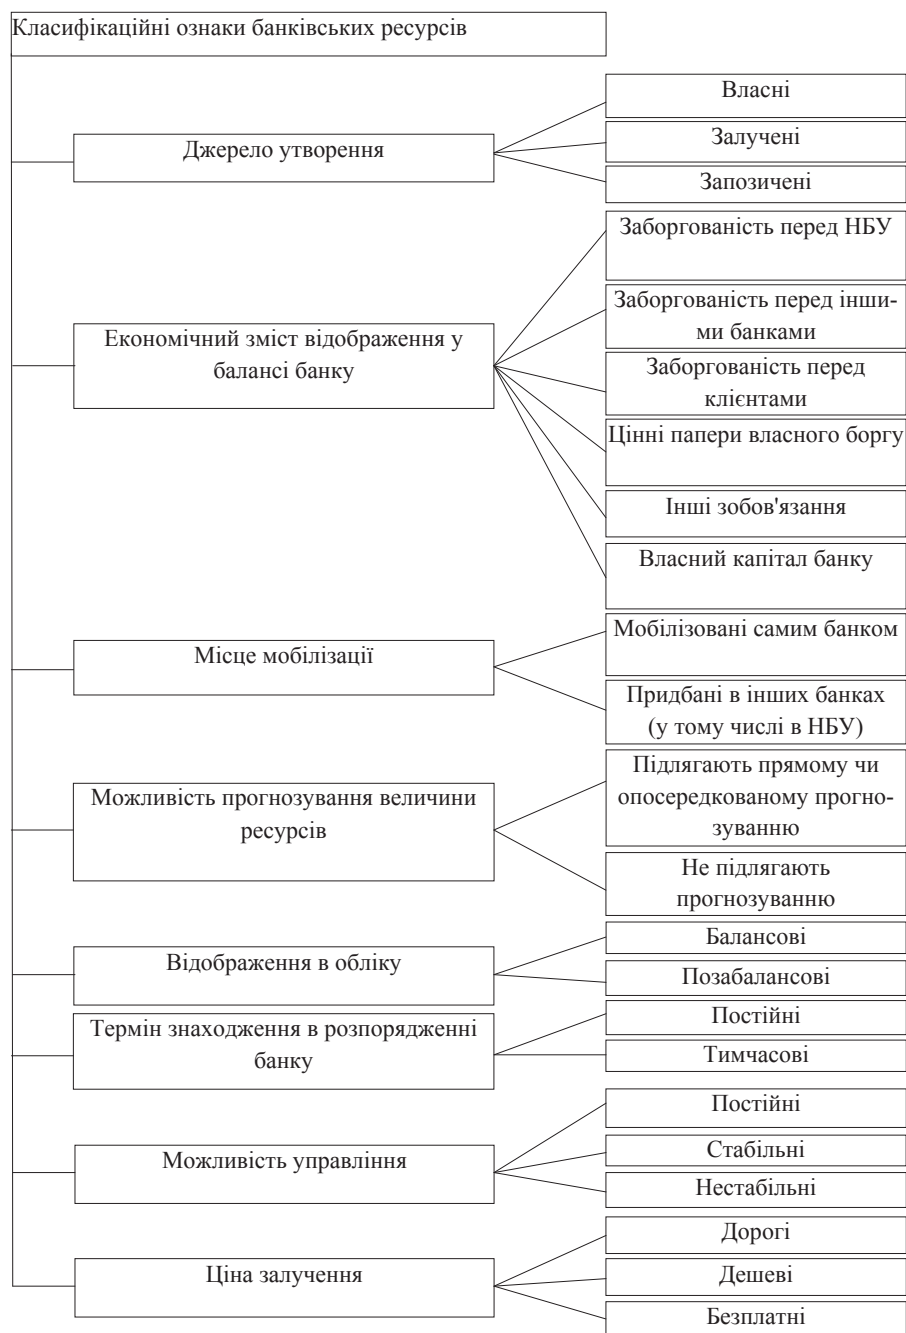 Класифікаційні ознаки банківських ресурсів
Джерело утворення
Власні
Залучені
Запозичені
Економічний зміст відображення у
балансі банку
Заборгованість перед НБУ
Заборгованість перед інши-
ми банками
Заборгованість перед
клієнтами
Цінні папери власного боргу
Інші зобов'язання
Власний капітал банку
Місце мобілізації
Мобілізовані самим банком
Придбані в інших банках
(у тому числі в НБУ)
Можливість прогнозування величини
ресурсів
Підлягають прямому чи
опосередкованому прогно-
зуванню
Не підлягають
прогнозуванню
Відображення в обліку
Балансові
Позабалансові
Термін знаходження в розпорядженні
банку
Постійні
Тимчасові
Можливість управління
Постійні
Стабільні
Нестабільні
Ціна залучення
Дорогі
Дешеві
Безплатні